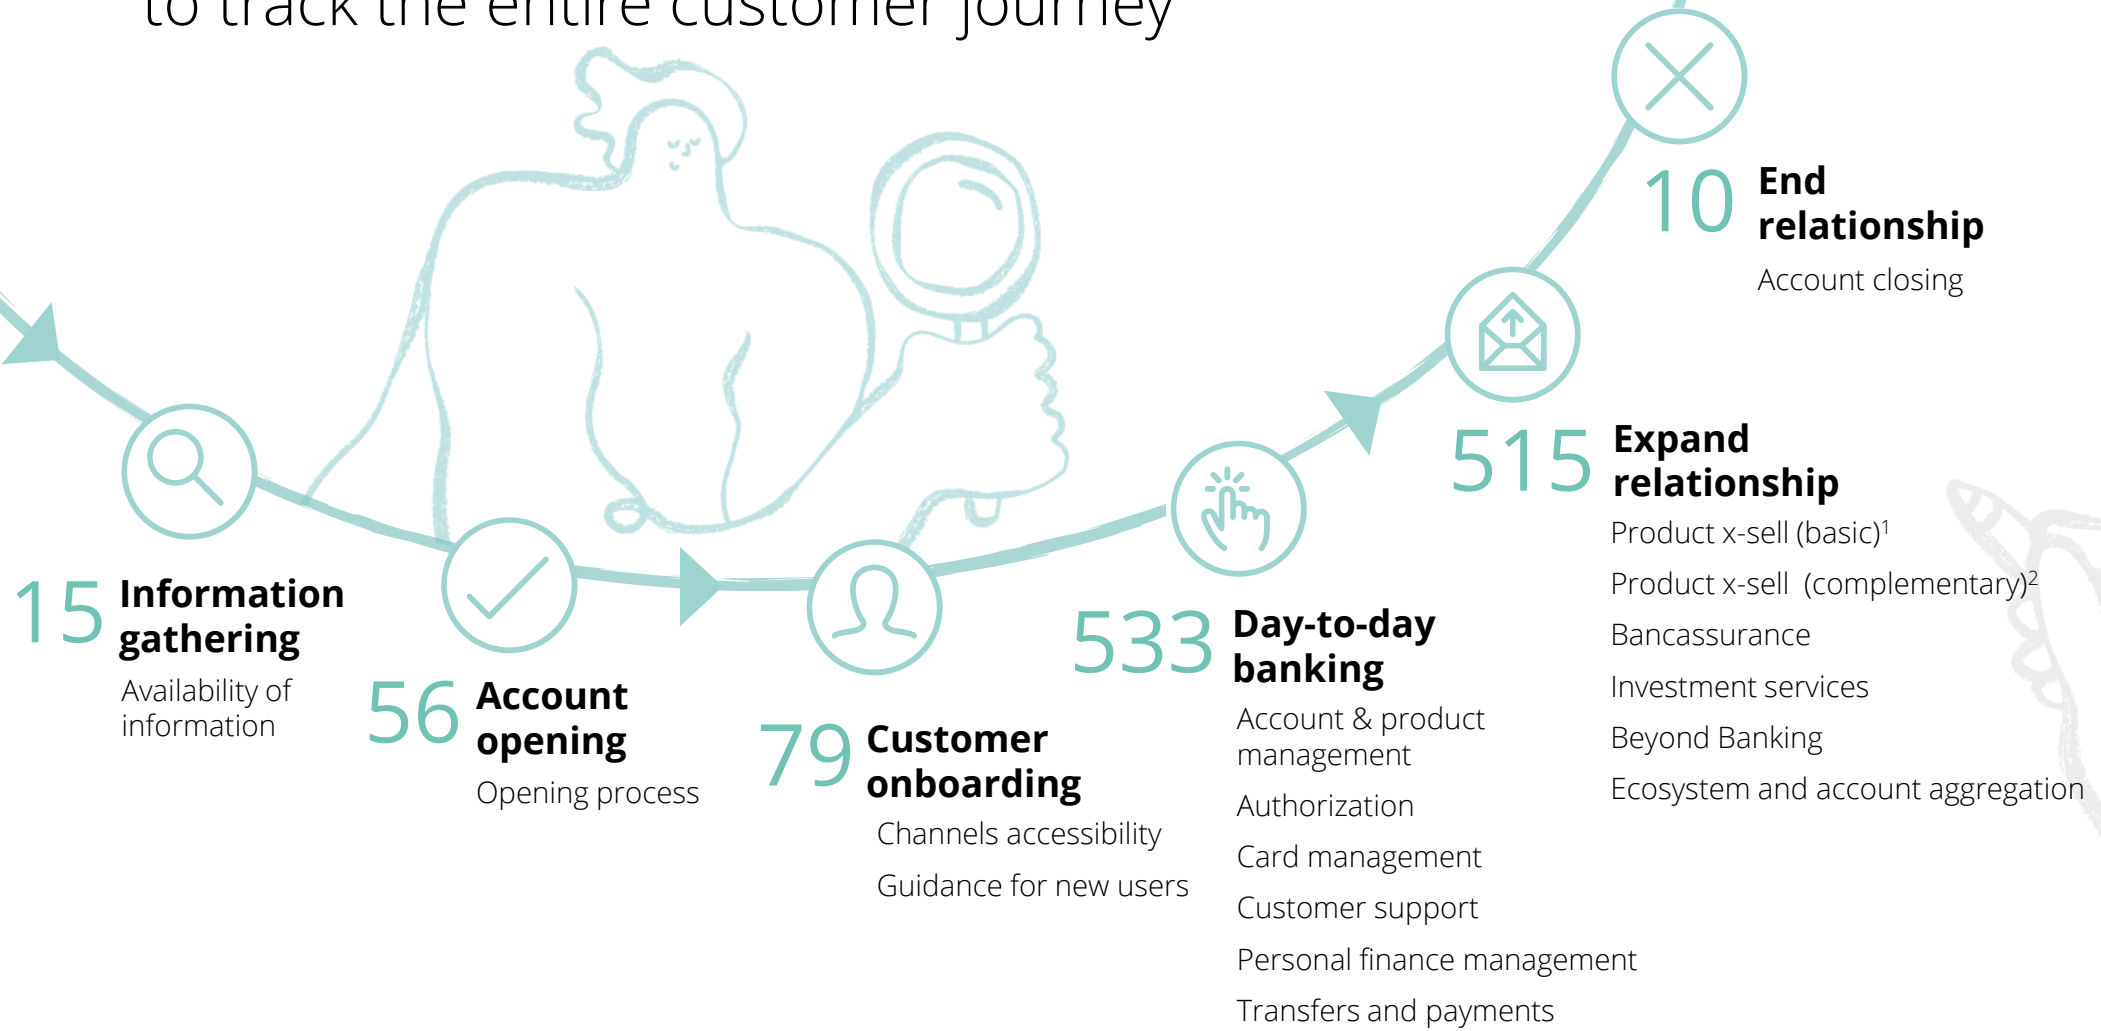 to track the entire customer journey
15 Information
gathering
Availability of
information
56 Account
opening
Opening process
79 Customer
onboarding
Channels accessibility
Guidance for new users
533 Day-to-day
banking
Account & product
management
Authorization
Card management
Customer support
Personal finance management
Transfers and payments
515 Expand
relationship
Product x-sell (basic)1
Product x-sell (complementary)2
Bancassurance
Investment services
Beyond Banking
Ecosystem and account aggregation
10 End
relationship
Account closing